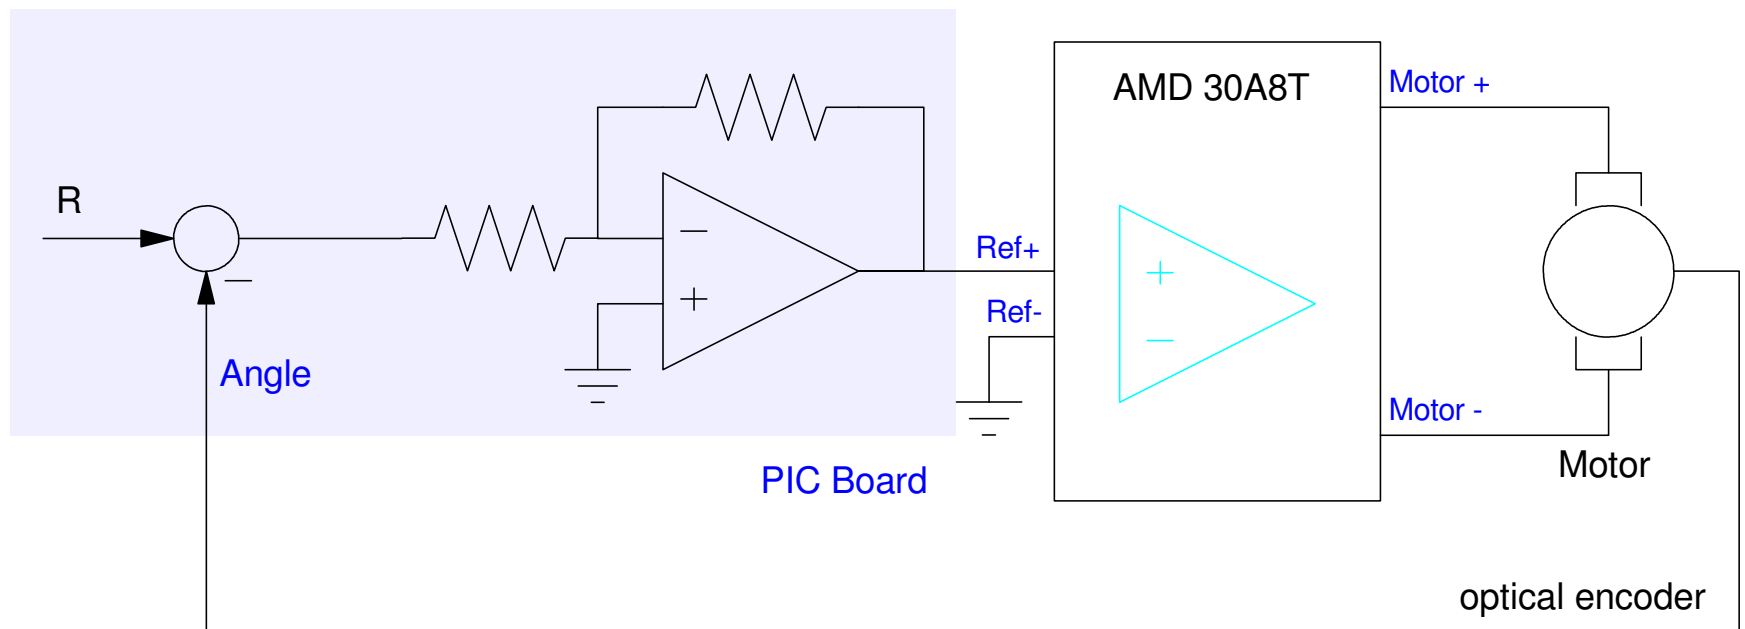 AMD 30A8T
Motor +
R
−
+
Ref+
Ref-
+
−
−
Angle
Motor -
PIC Board
Motor
optical encoder